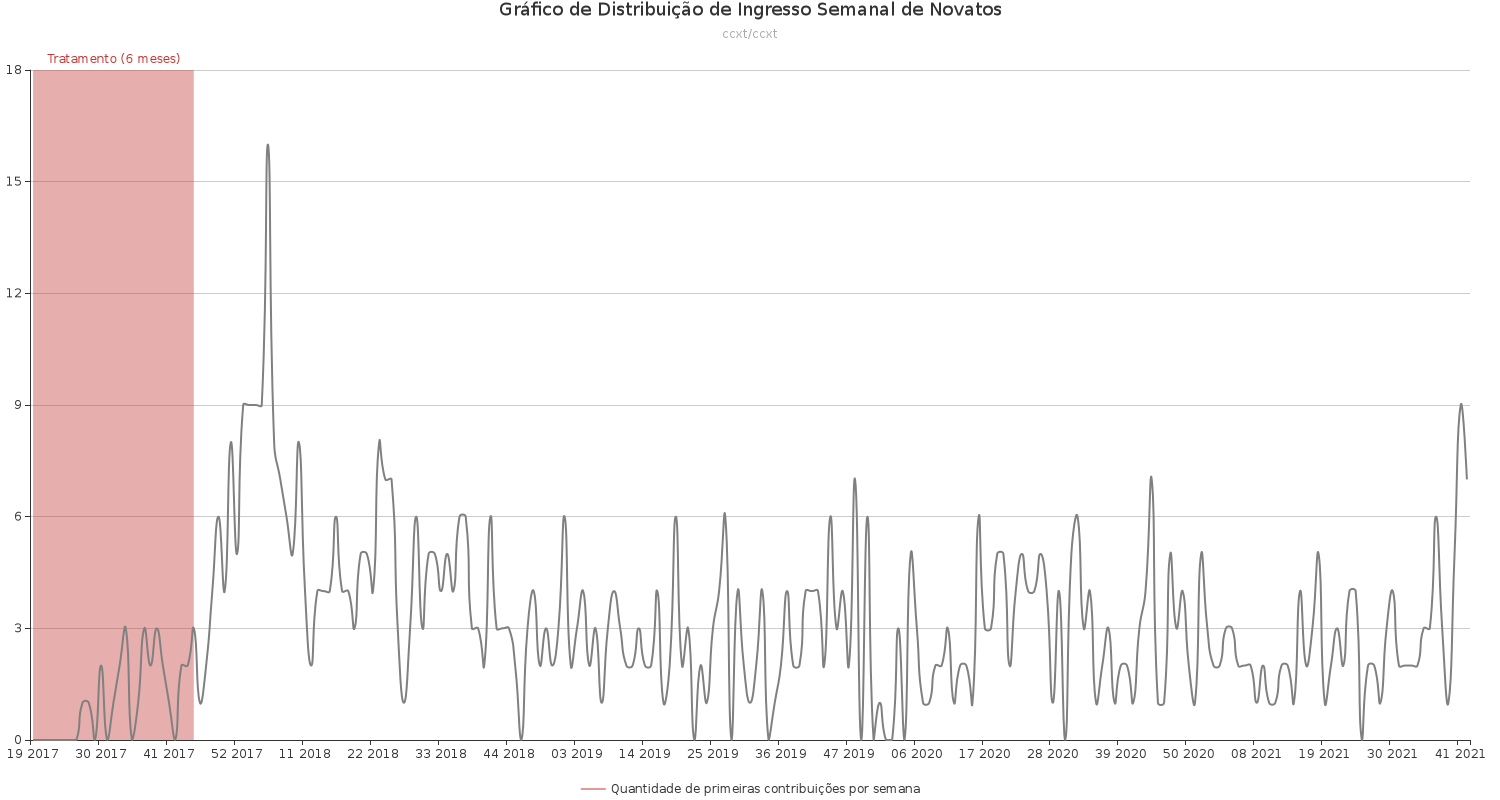 Gráfico de Distribuição de Ingresso Semanal de Novatos
ccxt/ccxt
Tratamento (6 meses)
18
15
12
9
6
3
0
19 2017 30 2017 41 2017 52 2017 11 2018 22 2018 33 2018 44 2018 03 2019 14 2019 25 2019 36 2019 47 2019 06 2020 17 2020 28 2020 39 2020 50 2020 08 2021 19 2021 30 2021 41 2021
Quantidade de primeiras contribuições por semana